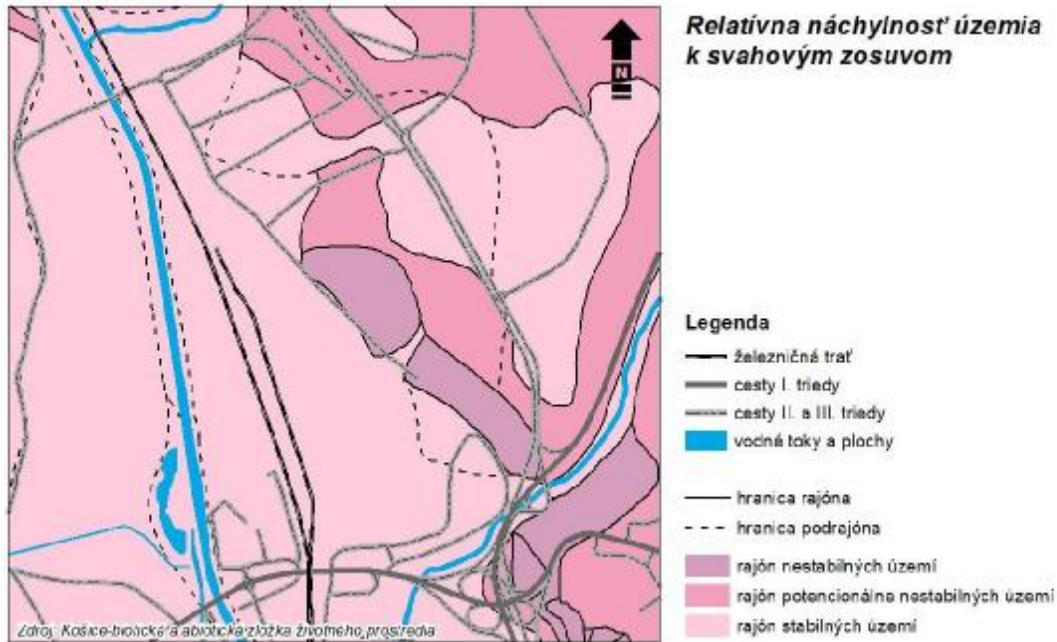 Relatívna náchylnosť územia
k svahovým zosuvom
N
Legenda
železničná trať
cesty I. triedy
cesty II. a III. triedy
vodné toky a plochy
hranica rajóna
hranica podrajóna
rajón nestabilných území
rajón potencionálne nestabilných území
rajón stabilných území
Zdroj: Košice-biotická a abiotická zložka životného prostredia